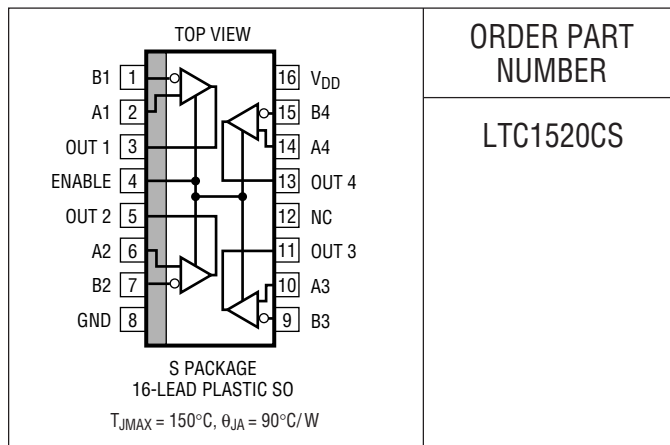 TOP VIEW
B1 1
A1 2
OUT 1 3
ENABLE 4
OUT 2 5
A2 6
B2 7
GND 8
16 VDD
15 B4
14 A4
13 OUT 4
12 NC
11 OUT 3
10 A3
9 B3
S PACKAGE
16-LEAD PLASTIC SO
TJMAX = 150°C, θJA = 90°C/W
ORDER PART
NUMBER
LTC1520CS